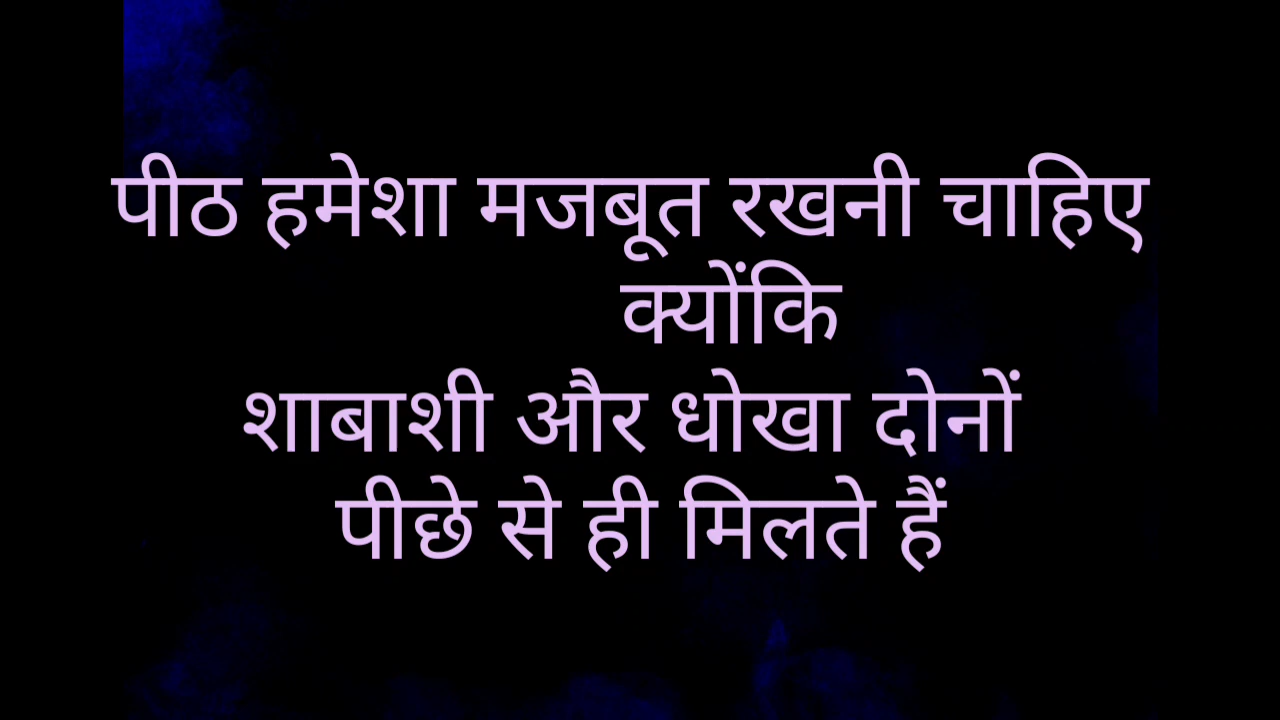 पीठ हमेशा मजबूत रखनी चाहिए
क्योंकि
शाबाशी और धोखा दोनों
पीछे से ही मिलते हैं